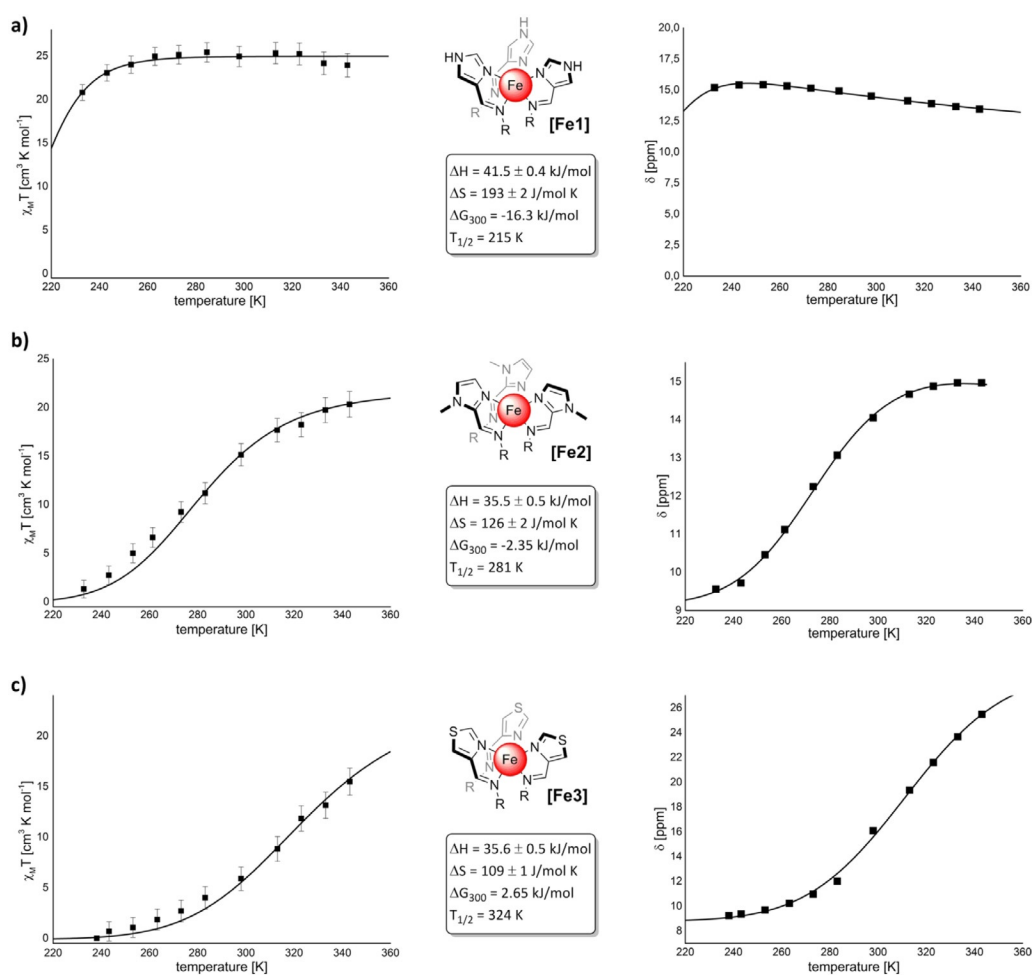 a)
25
20
15
10
5
0
χMT [cm³ K mol⁻¹]
220 240 260 280 300 320 340 360
temperature [K]
H
N
N
HN
N
Fe
N
NH
N
N
N
R
R
R
[Fe1]
ΔH = 41.5 ± 0.4 kJ/mol
ΔS = 193 ± 2 J/mol K
ΔG300 = -16.3 kJ/mol
T1/2 = 215 K
20,0
17,5
15,0
12,5
10,0
7,5
5,0
2,5
0,0
δ [ppm]
220 240 260 280 300 320 340 360
temperature [K]
b)
25
20
15
10
5
0
χMT [cm³ K mol⁻¹]
220 240 260 280 300 320 340 360
temperature [K]
N
N
N
Fe
N
N
N
N
N
N
R
R
R
[Fe2]
ΔH = 35.5 ± 0.5 kJ/mol
ΔS = 126 ± 2 J/mol K
ΔG300 = -2.35 kJ/mol
T1/2 = 281 K
15
14
13
12
11
10
9
δ [ppm]
220 240 260 280 300 320 340 360
temperature [K]
c)
20
15
10
5
0
χMT [cm³ K mol⁻¹]
220 240 260 280 300 320 340 360
temperature [K]
S
S
N
N
Fe
N
S
N
N
N
R
R
R
[Fe3]
ΔH = 35.6 ± 0.5 kJ/mol
ΔS = 109 ± 1 J/mol K
ΔG300 = 2.65 kJ/mol
T1/2 = 324 K
26
24
22
20
18
16
14
12
10
8
δ [ppm]
220 240 260 280 300 320 340 360
temperature [K]